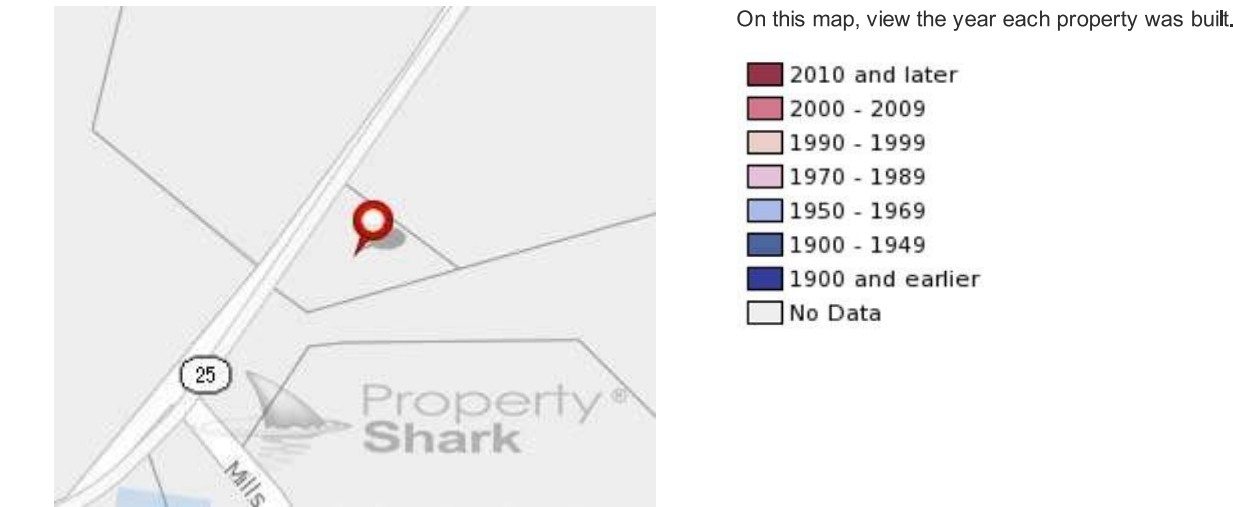 On this map, view the year each property was built.
2010 and later
2000 - 2009
1990 - 1999
1970 - 1989
1950 - 1969
1900 - 1949
1900 and earlier
No Data
25
Property®
Shark
Mills